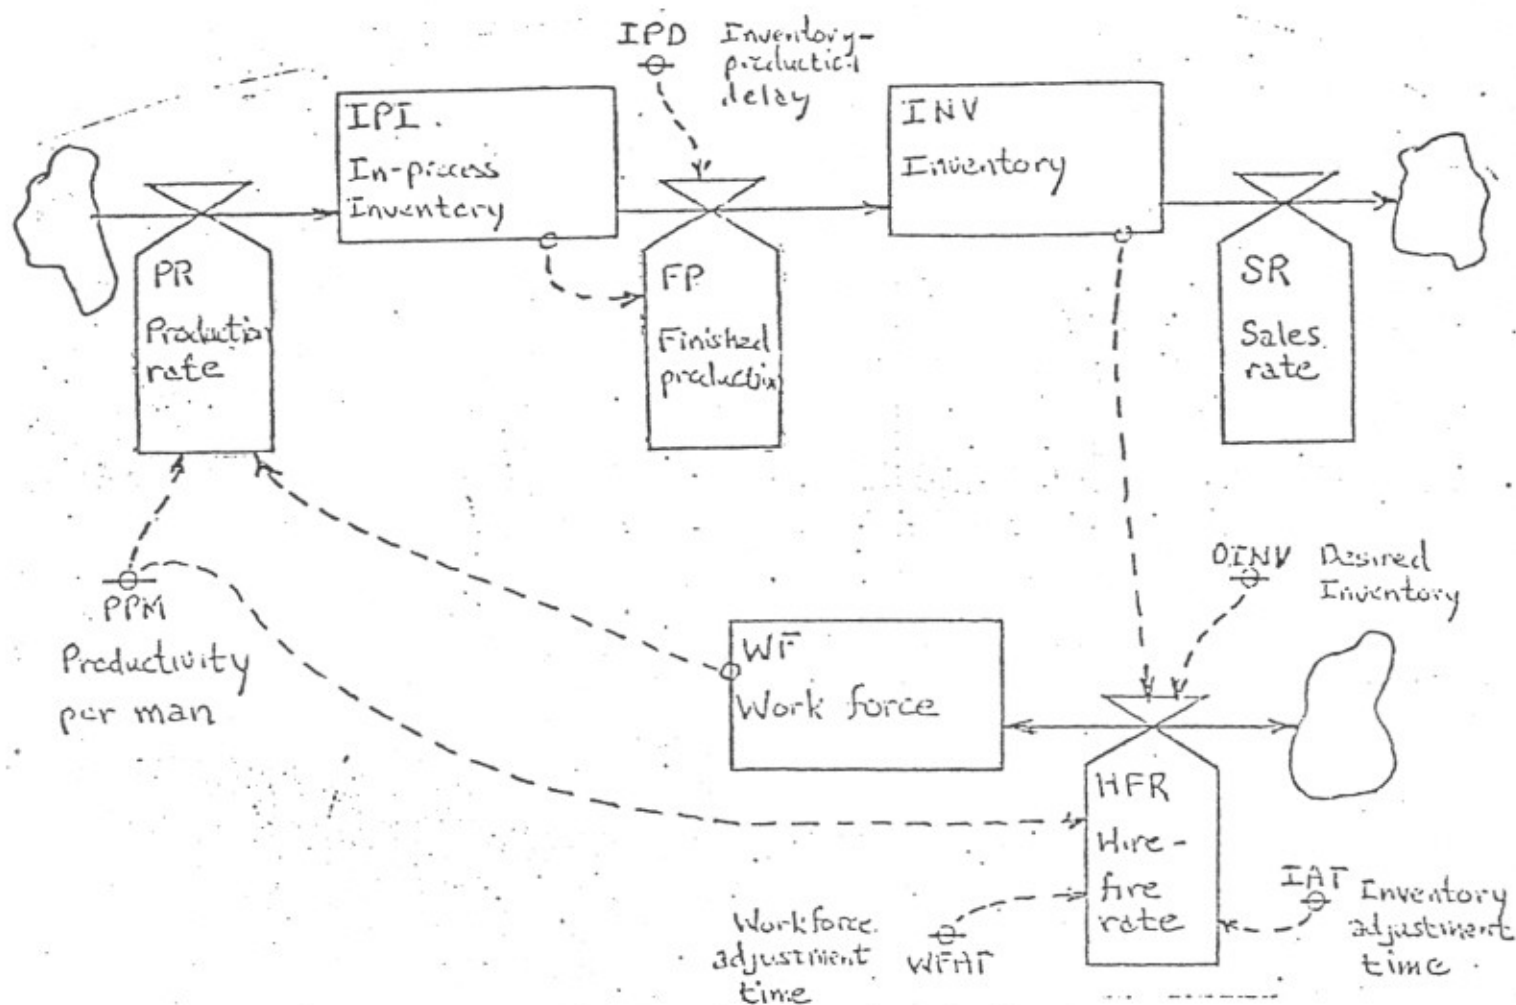 IPD
Inventory-
production
delay
IPI
In-process
Inventory
INV
Inventory
PR
Production
rate
FP
Finished
production
SR
Sales
rate
PPM
Productivity
per man
WF
Work force
DINV
Desired
Inventory
HFR
Hire-
fire
rate
Workforce
adjustment
time
WFAT
IAT
Inventory
adjustment
time